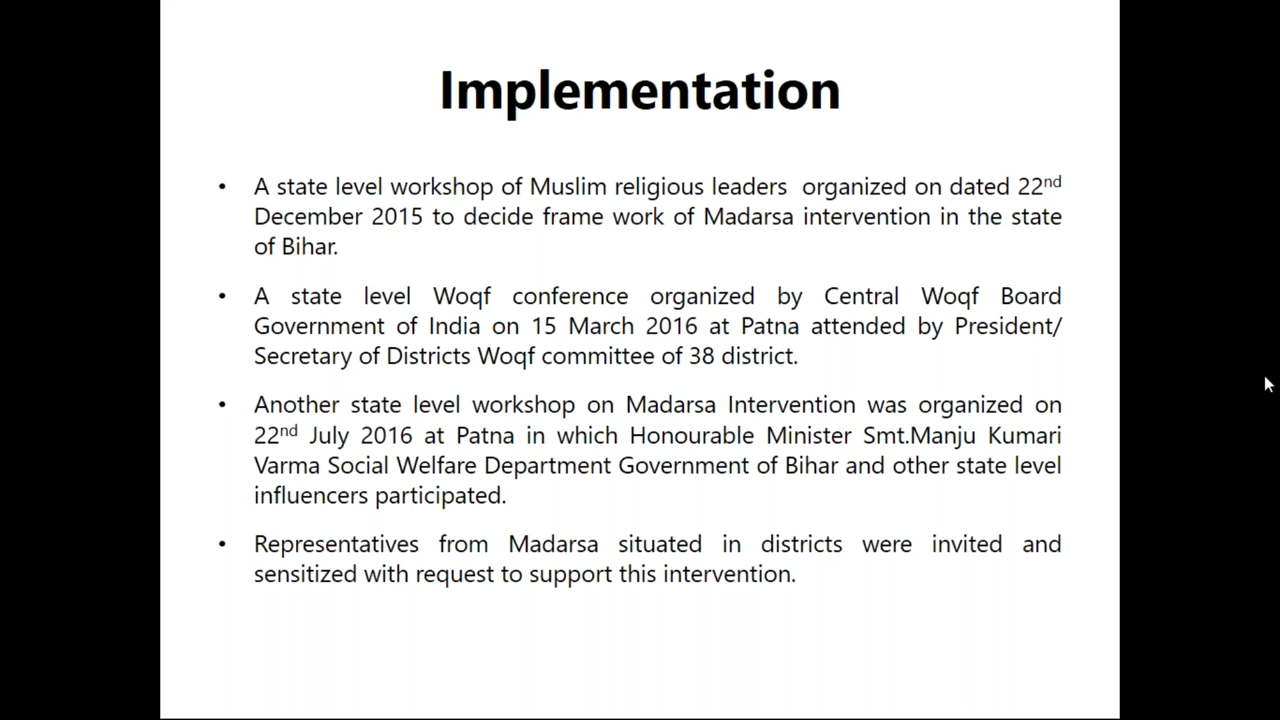 Implementation
• A state level workshop of Muslim religious leaders  organized on dated 22nd
December 2015 to decide frame work of Madarsa intervention in the state
of Bihar.
• A state level Woqf conference organized by Central Woqf Board
Government of India on 15 March 2016 at Patna attended by President/
Secretary of Districts Woqf committee of 38 district.
• Another state level workshop on Madarsa Intervention was organized on
22nd July 2016 at Patna in which Honourable Minister Smt.Manju Kumari
Varma Social Welfare Department Government of Bihar and other state level
influencers participated.
• Representatives from Madarsa situated in districts were invited and
sensitized with request to support this intervention.